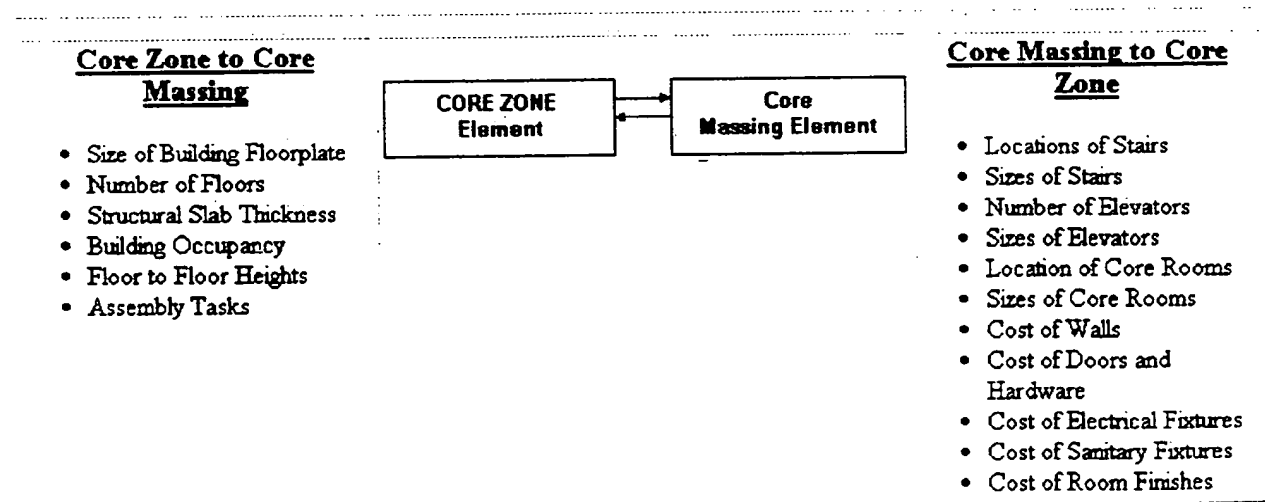 Core Zone to Core
Massing
• Size of Building Floorplate
• Number of Floors
• Structural Slab Thickness
• Building Occupancy
• Floor to Floor Heights
• Assembly Tasks
CORE ZONE
Element
Core
Massing Element
Core Massing to Core
Zone
• Locations of Stairs
• Sizes of Stairs
• Number of Elevators
• Sizes of Elevators
• Location of Core Rooms
• Sizes of Core Rooms
• Cost of Walls
• Cost of Doors and
Hardware
• Cost of Electrical Fixtures
• Cost of Sanitary Fixtures
• Cost of Room Finishes